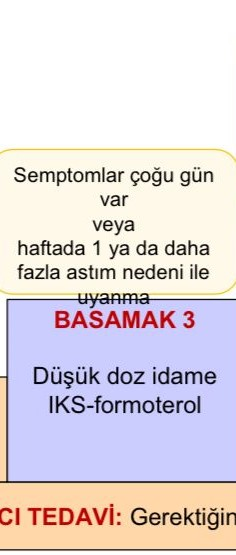 Semptomlar çoğu gün
var
veya
haftada 1 ya da daha
fazla astım nedeni ile
uyanma
BASAMAK 3
Düşük doz idame
IKS-formoterol
CI TEDAVİ: Gerektiğin